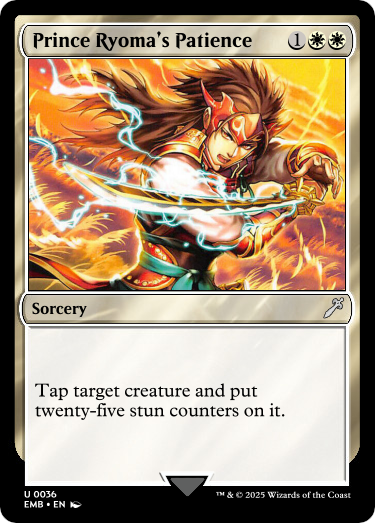 Prince Ryoma's Patience 1
Sorcery
Tap target creature and put
twenty-five stun counters on it.
U 0036
EMB • EN
™ & © 2025 Wizards of the Coast